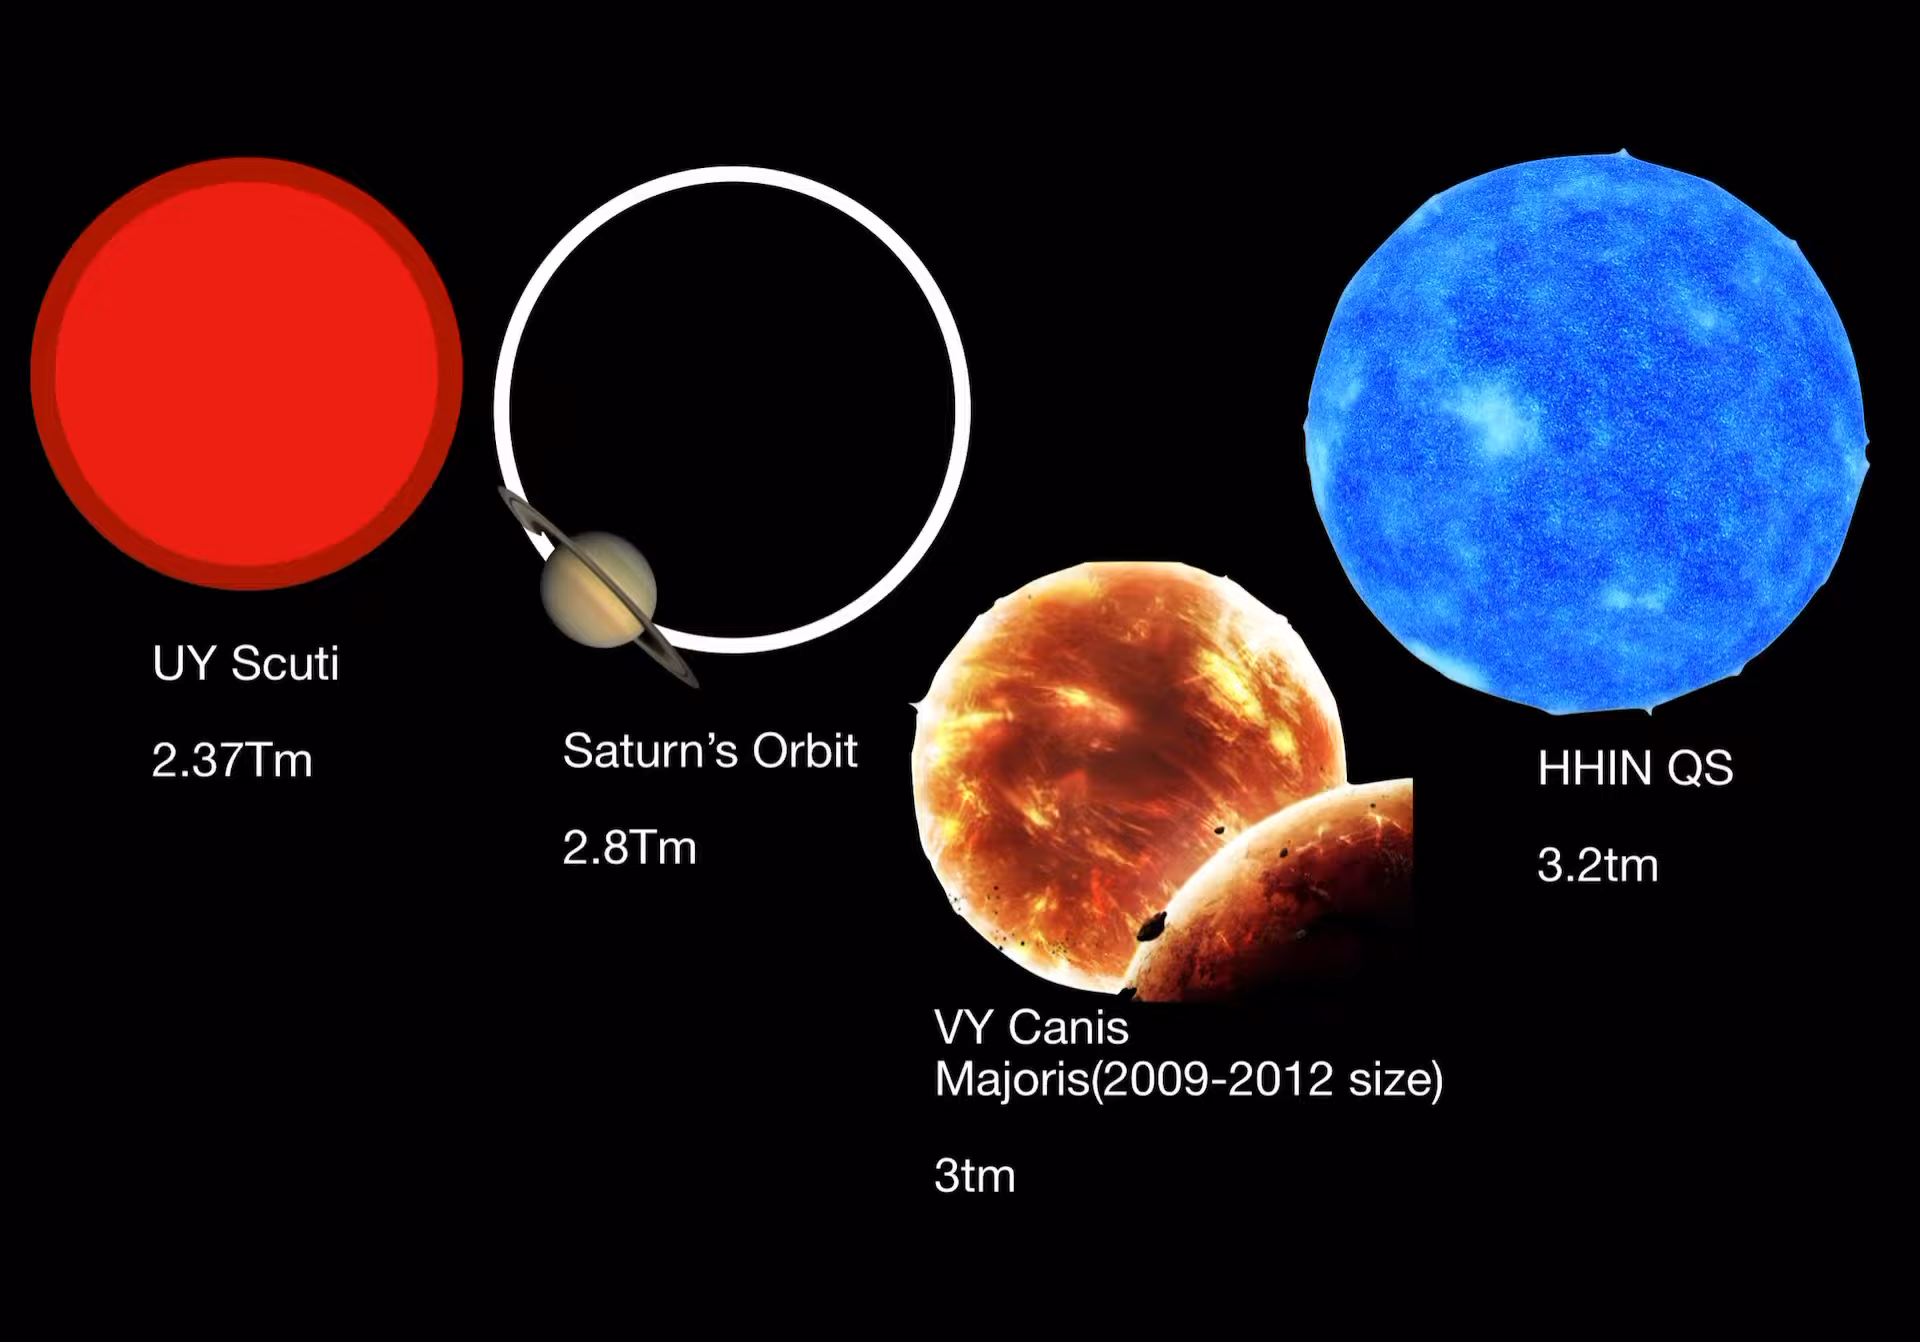 UY Scuti
2.37Tm
Saturn’s Orbit
2.8Tm
VY Canis
Majoris(2009-2012 size)
3tm
HHIN QS
3.2tm